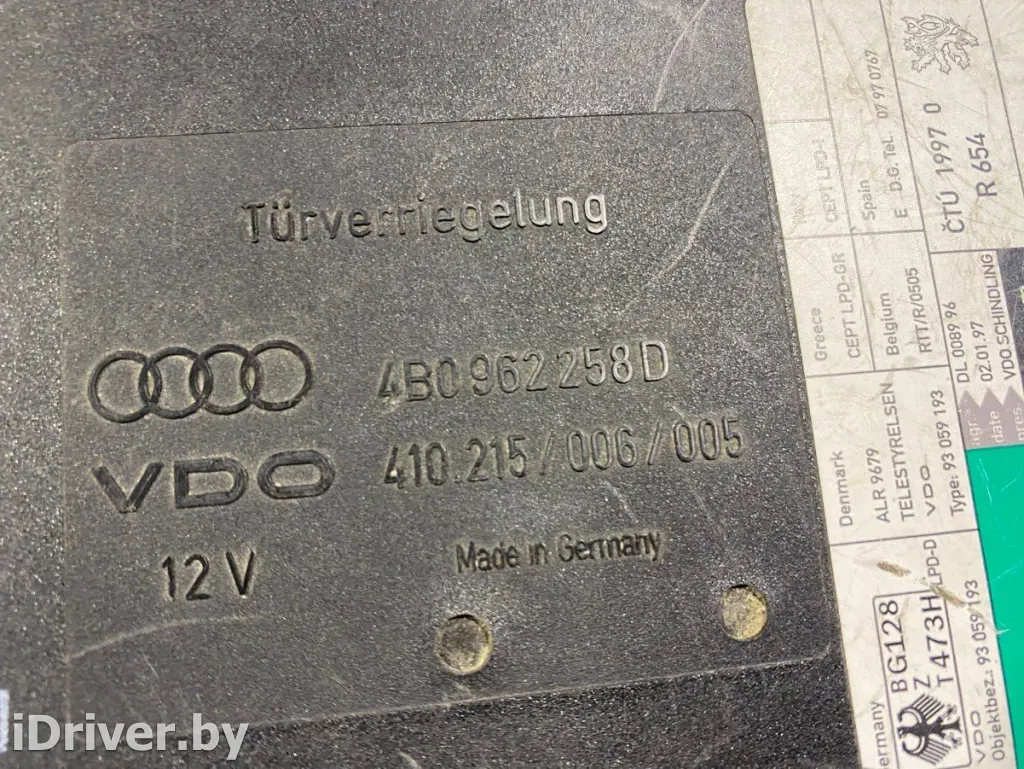 Türverriegelung
4B0 962 258 D
VDO
410.215/006/005
12 V
Made in Germany
CEPT LPD-I
Greece
CEPT LPD-GR
Spain
E D.G. Tel. 07 97 0767
Belgium
RTT/R/0505
ČTÚ 1997 0
R 654
DL 0089 96
02.01.97
VDO SCHINDLING
date
Denmark
ALR 9679
TELESTYRELSEN
VDO
Type: 93 059 193
BG128
Z
T473H
LPD-D
VDO
Objektbez.: 93 059 193
iDriver.by